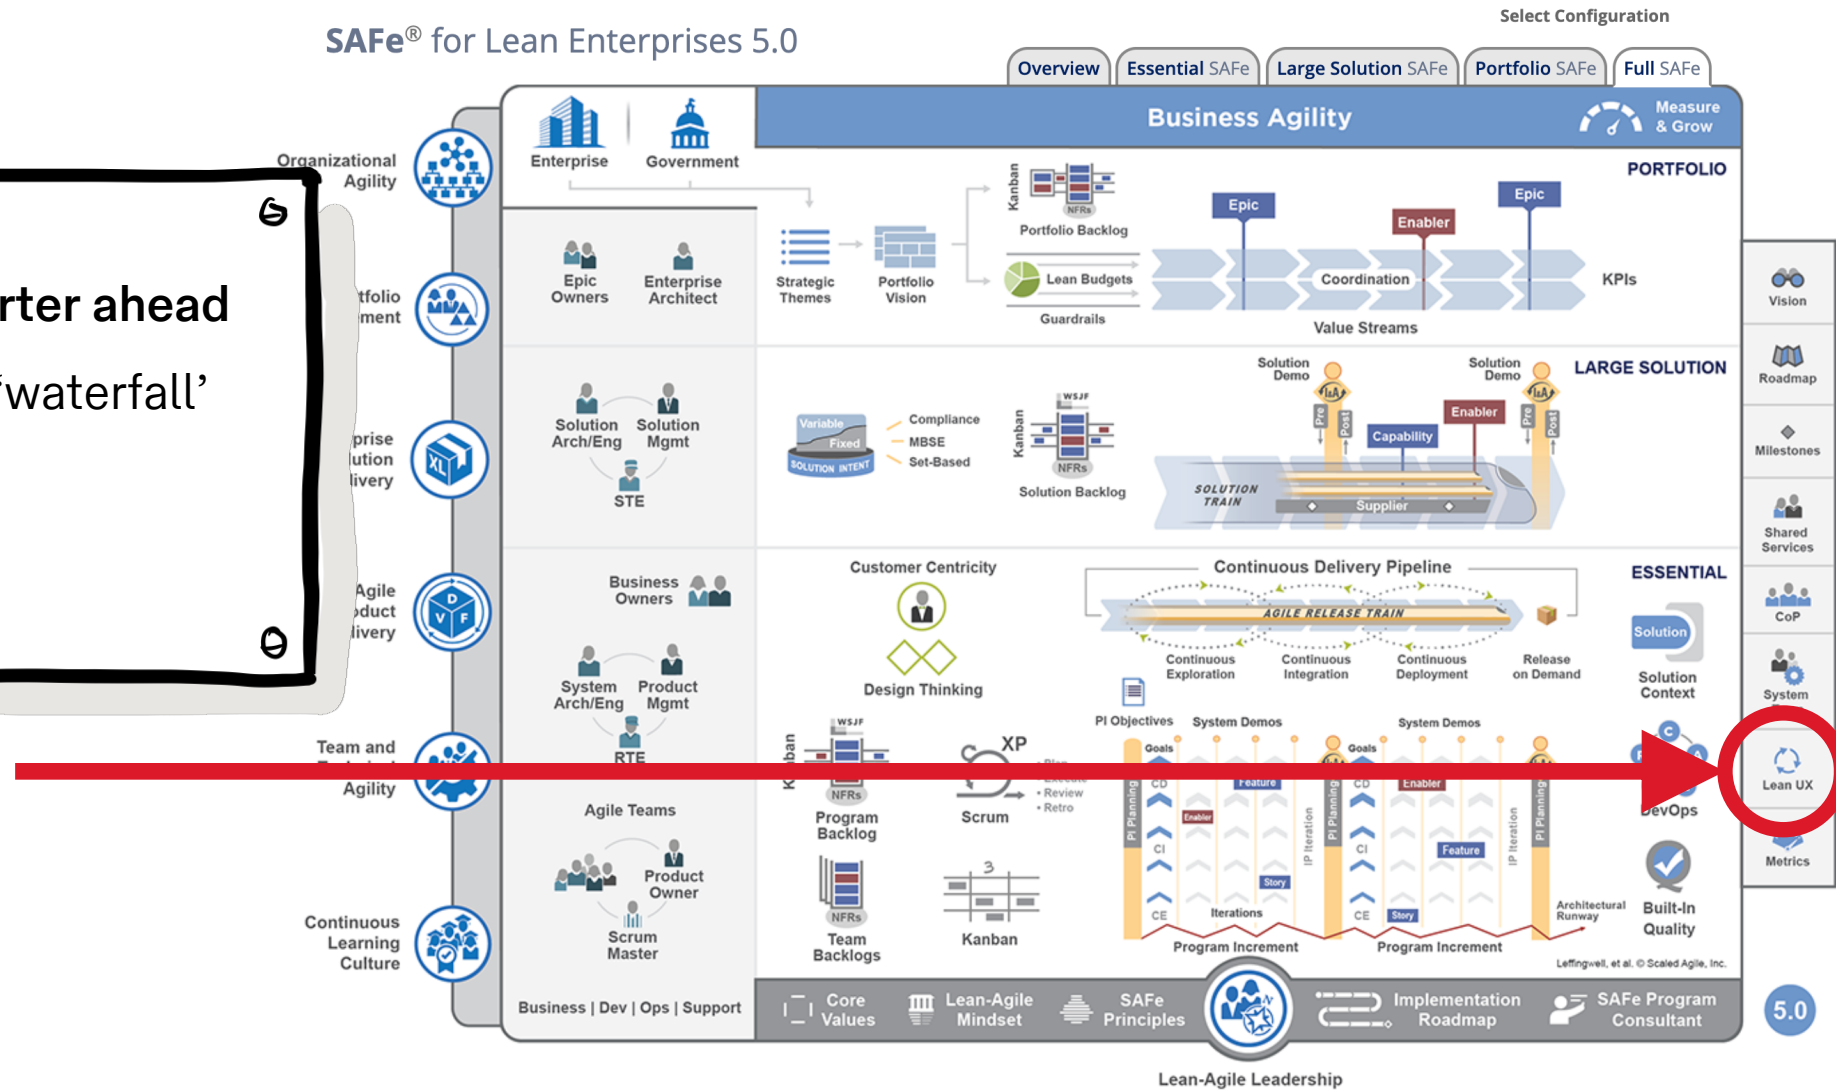 Select Configuration
SAFe® for Lean Enterprises 5.0
Overview
Essential SAFe
Large Solution SAFe
Portfolio SAFe
Full SAFe
Enterprise
Government
Business Agility
Measure
& Grow
Organizational
Agility
rter ahead
‘waterfall’
tfolio
ment
prise
ution
livery
Agile
duct
livery
Team and
Agility
Continuous
Learning
Culture
PORTFOLIO
Epic
Owners
Enterprise
Architect
Strategic
Themes
Portfolio
Vision
Kanban
NFRs
Portfolio Backlog
Lean Budgets
Guardrails
Epic
Enabler
Epic
Coordination
KPIs
Value Streams
LARGE SOLUTION
Solution
Arch/Eng
Solution
Mgmt
STE
Variable
Fixed
SOLUTION INTENT
Compliance
MBSE
Set-Based
Kanban
WSJF
NFRs
Solution Backlog
Solution
Demo
Solution
Demo
I&A
I&A
Pre
Post
Pre
Post
Enabler
Capability
SOLUTION
TRAIN
Supplier
ESSENTIAL
Business
Owners
System
Arch/Eng
Product
Mgmt
RTE
Customer Centricity
Design Thinking
Continuous Delivery Pipeline
AGILE RELEASE TRAIN
Continuous
Exploration
Continuous
Integration
Continuous
Deployment
Release
on Demand
Solution
Solution
Context
PI Objectives
System Demos
System Demos
Goals
Goals
WSJF
NFRs
Program
Backlog
XP
• Review
• Retro
Scrum
PI Planning
PI Planning
PI Planning
CD
CI
CE
CD
CI
CE
Feature
Enabler
Enabler
Feature
Story
Story
IP Iteration
IP Iteration
Iterations
Program Increment
Program Increment
C
A
DevOps
Architectural
Runway
Built-In
Quality
Agile Teams
Product
Owner
Scrum
Master
NFRs
Team
Backlogs
3
Kanban
Leffingwell, et al. © Scaled Agile, Inc.
Business | Dev | Ops | Support
Core
Values
Lean-Agile
Mindset
SAFe
Principles
Implementation
Roadmap
SAFe Program
Consultant
Lean-Agile Leadership
Vision
Roadmap
Milestones
Shared
Services
CoP
System
Lean UX
Metrics
5.0
XL
D
V F